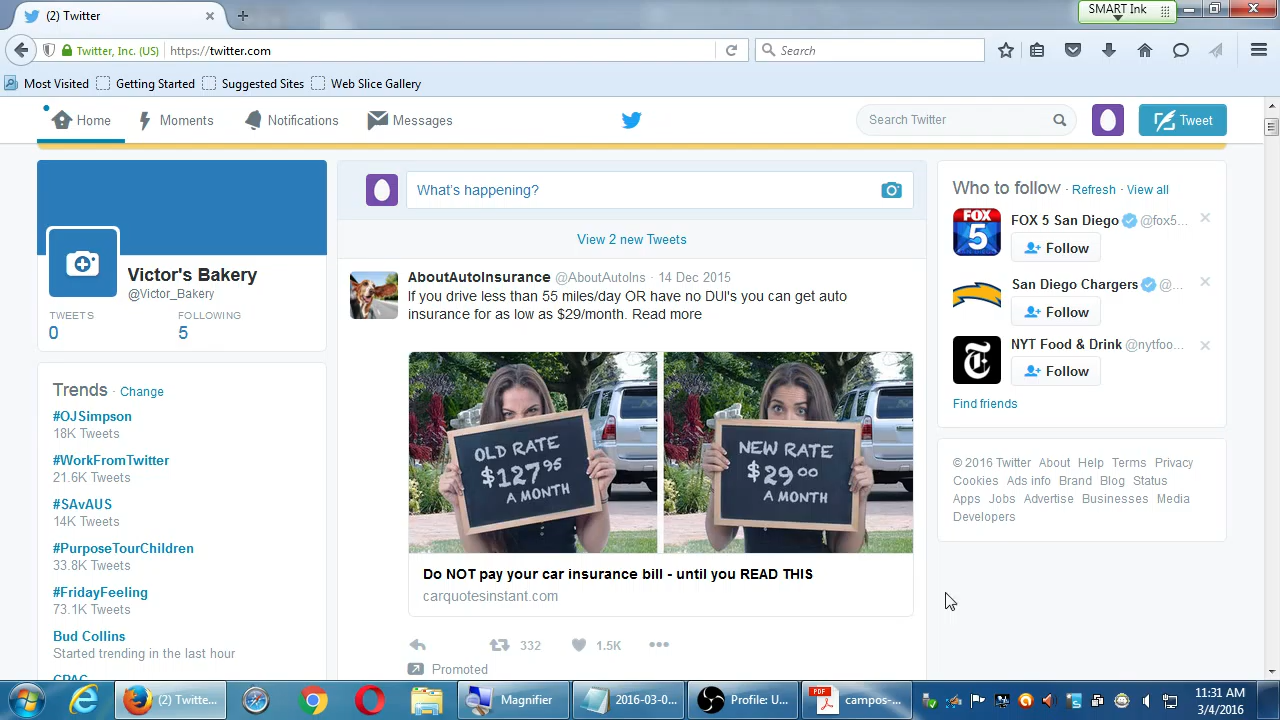 (2) Twitter
SMART Ink
Twitter, Inc. (US)
https://twitter.com
Search
Most Visited
Getting Started
Suggested Sites
Web Slice Gallery
Home
Moments
Notifications
Messages
Search Twitter
Tweet
Victor's Bakery
@Victor_Bakery
TWEETS FOLLOWING
0 5
Trends · Change
#OJSimpson
18K Tweets
#WorkFromTwitter
21.6K Tweets
#SAvAUS
14K Tweets
#PurposeTourChildren
33.8K Tweets
#FridayFeeling
73.1K Tweets
Bud Collins
Started trending in the last hour
CPAC
What's happening?
View 2 new Tweets
AboutAutoInsurance @AboutAutoIns · 14 Dec 2015
If you drive less than 55 miles/day OR have no DUI's you can get auto
insurance for as low as $29/month. Read more
OLD RATE
$127 95
A MONTH
NEW RATE
$29 00
A MONTH
Do NOT pay your car insurance bill - until you READ THIS
carquotesinstant.com
332
1.5K
Promoted
Who to follow · Refresh · View all
FOX
5
FOX 5 San Diego @fox5...
Follow
San Diego Chargers @...
Follow
NYT Food & Drink @nytfoo...
Follow
Find friends
© 2016 Twitter About Help Terms Privacy
Cookies Ads info Brand Blog Status
Apps Jobs Advertise Businesses Media
Developers
(2) Twitte...
Magnifier
2016-03-0...
Profile: U...
PDF
campos-...
11:31 AM
3/4/2016